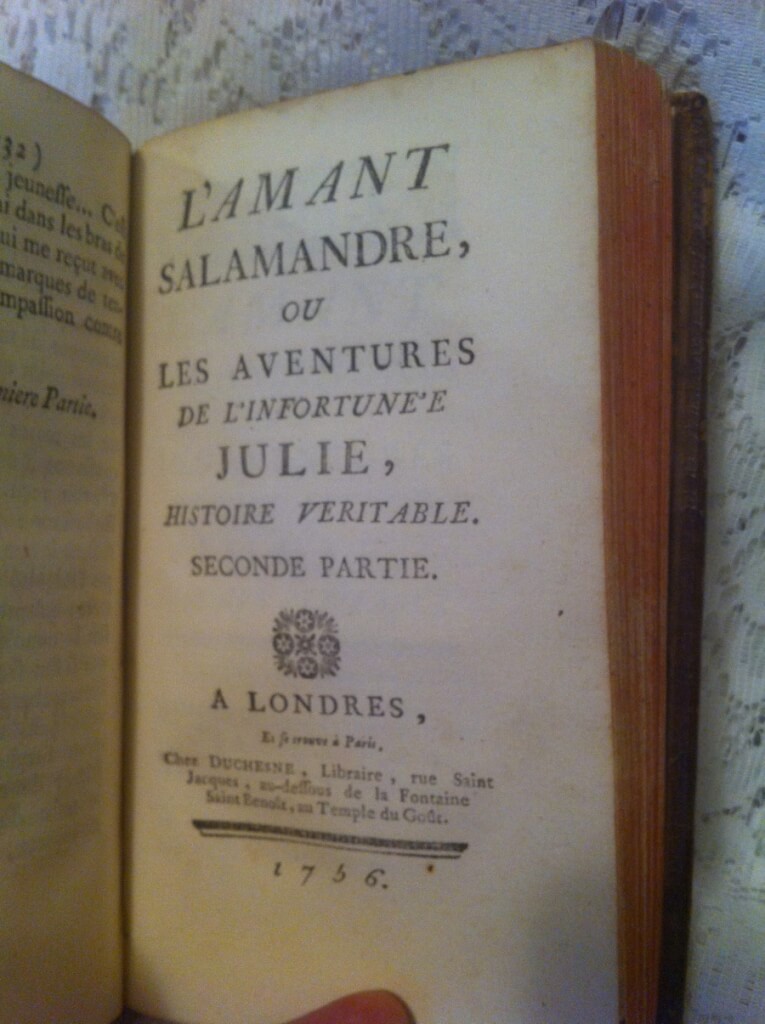 32)
jeuneſſe...
dans les bras
ui me reçut
marques de
mpaſſion
niere Partie.
L'AMANT
SALAMANDRE,
OU
LES AVENTURES
DE L'INFORTUNE'E
JULIE,
HISTOIRE VERITABLE.
SECONDE PARTIE.
A LONDRES,
Et ſe trouve à Paris,
Chez DUCHESNE, Libraire, rue Saint
Jacques, au-deſſous de la Fontaine
Saint Benoît, au Temple du Goût.
1756.